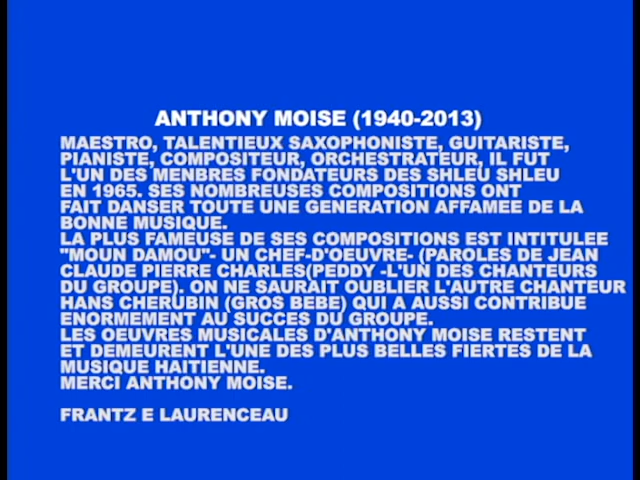 ANTHONY MOISE (1940-2013)
MAESTRO, TALENTIEUX SAXOPHONISTE, GUITARISTE,
PIANISTE, COMPOSITEUR, ORCHESTRATEUR, IL FUT
L'UN DES MENBRES FONDATEURS DES SHLEU SHLEU
EN 1965. SES NOMBREUSES COMPOSITIONS ONT
FAIT DANSER TOUTE UNE GENERATION AFFAMEE DE LA
BONNE MUSIQUE.
LA PLUS FAMEUSE DE SES COMPOSITIONS EST INTITULEE
"MOUN DAMOU"- UN CHEF-D'OEUVRE- (PAROLES DE JEAN
CLAUDE PIERRE CHARLES(PEDDY -L'UN DES CHANTEURS
DU GROUPE). ON NE SAURAIT OUBLIER L'AUTRE CHANTEUR
HANS CHERUBIN (GROS BEBE) QUI A AUSSI CONTRIBUE
ENORMEMENT AU SUCCES DU GROUPE.
LES OEUVRES MUSICALES D'ANTHONY MOISE RESTENT
ET DEMEURENT L'UNE DES PLUS BELLES FIERTES DE LA
MUSIQUE HAITIENNE.
MERCI ANTHONY MOISE.
FRANTZ E LAURENCEAU